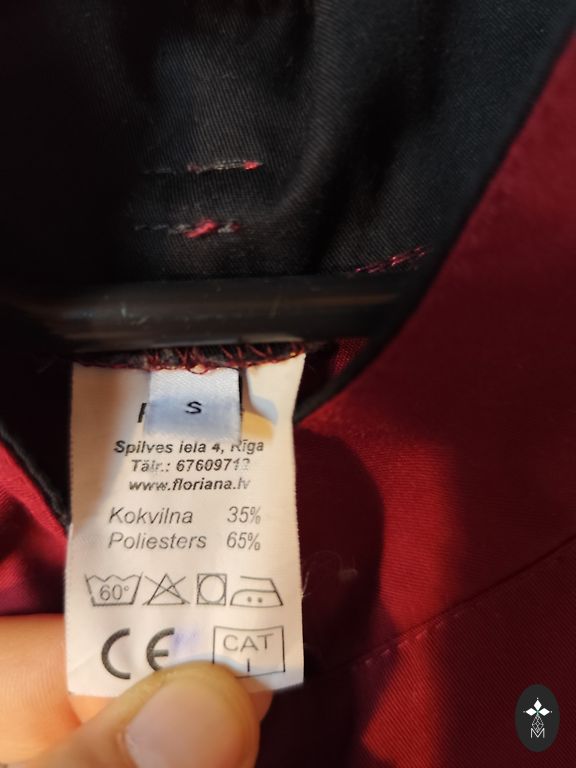 S
Spilves iela 4, Rīga
Tālr.: 67609712
www.floriana.lv
Kokvilna 35%
Poliesters 65%
60°
CE
CAT
I
M